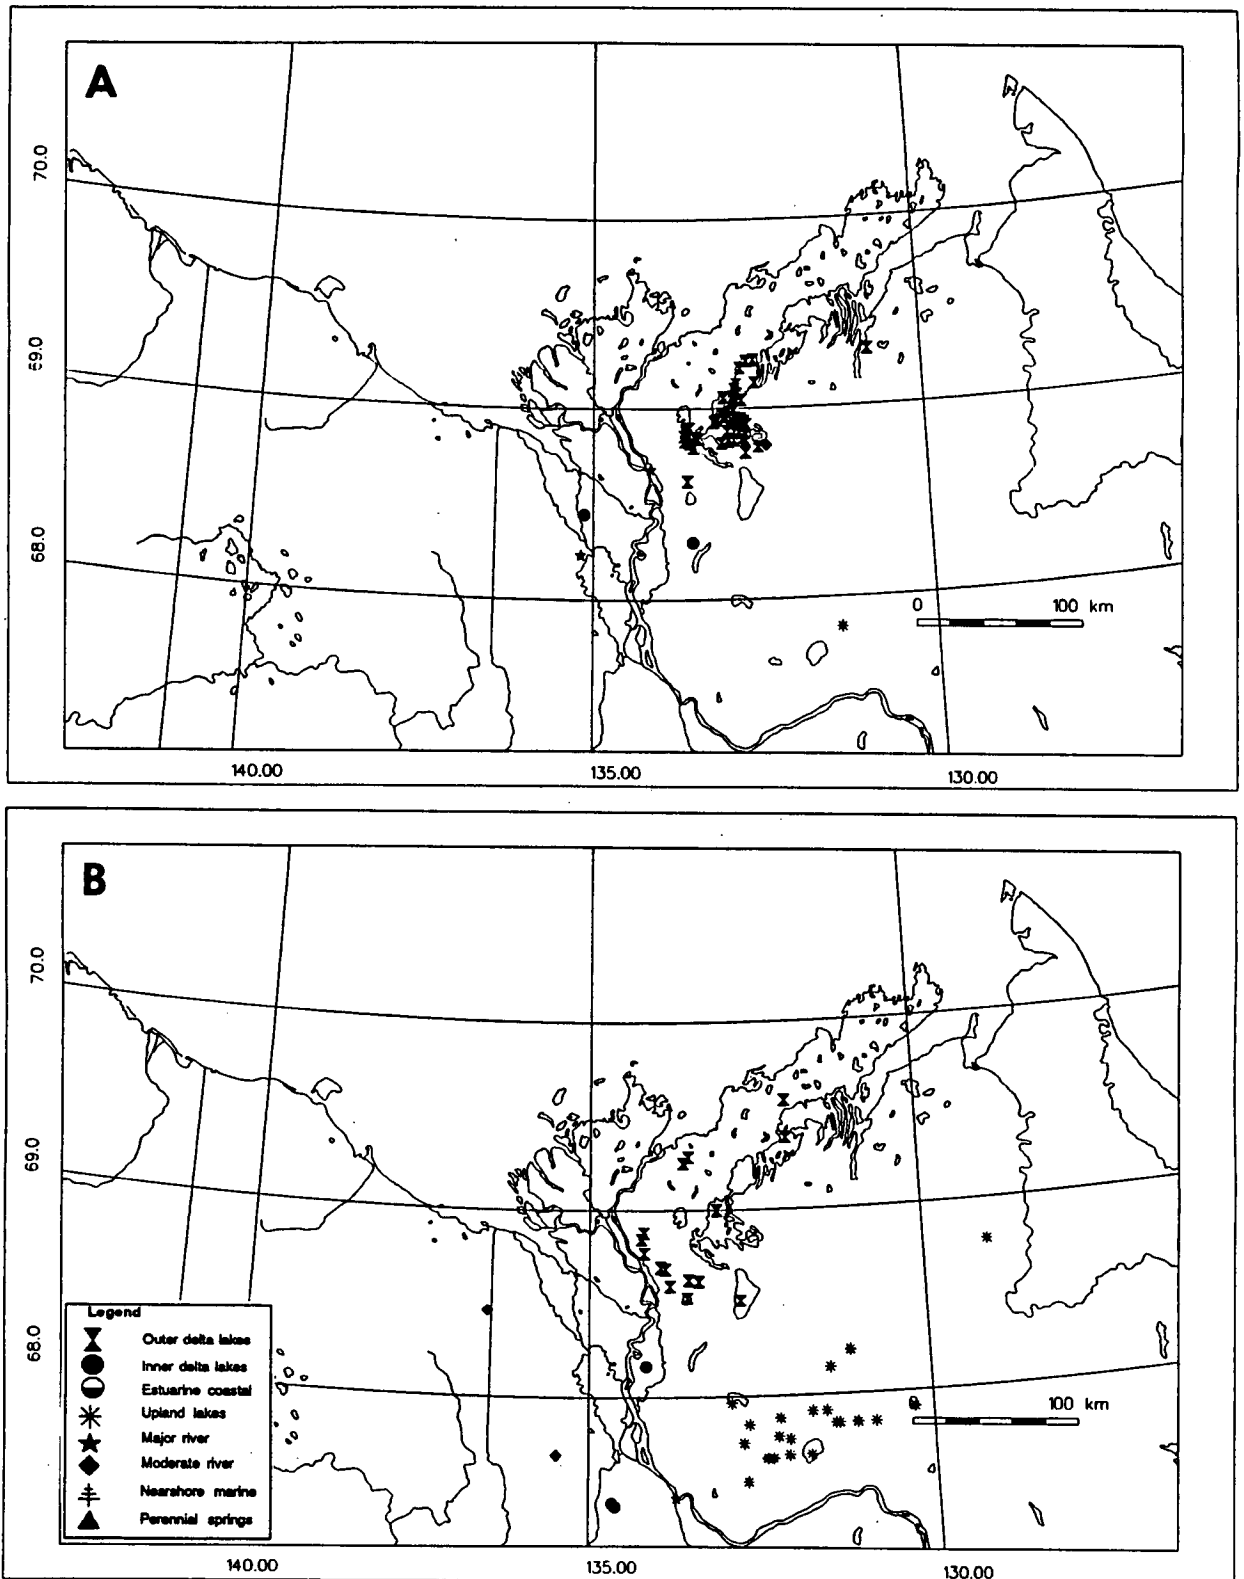 A
70.0
69.0
68.0
0 100 km
140.00 135.00 130.00
B
70.0
69.0
68.0
Legend
Outer delta lakes
Inner delta lakes
Estuarine coastal
Upland lakes
Major river
Moderate river
Nearshore marine
Perennial springs
0 100 km
140.00 135.00 130.00